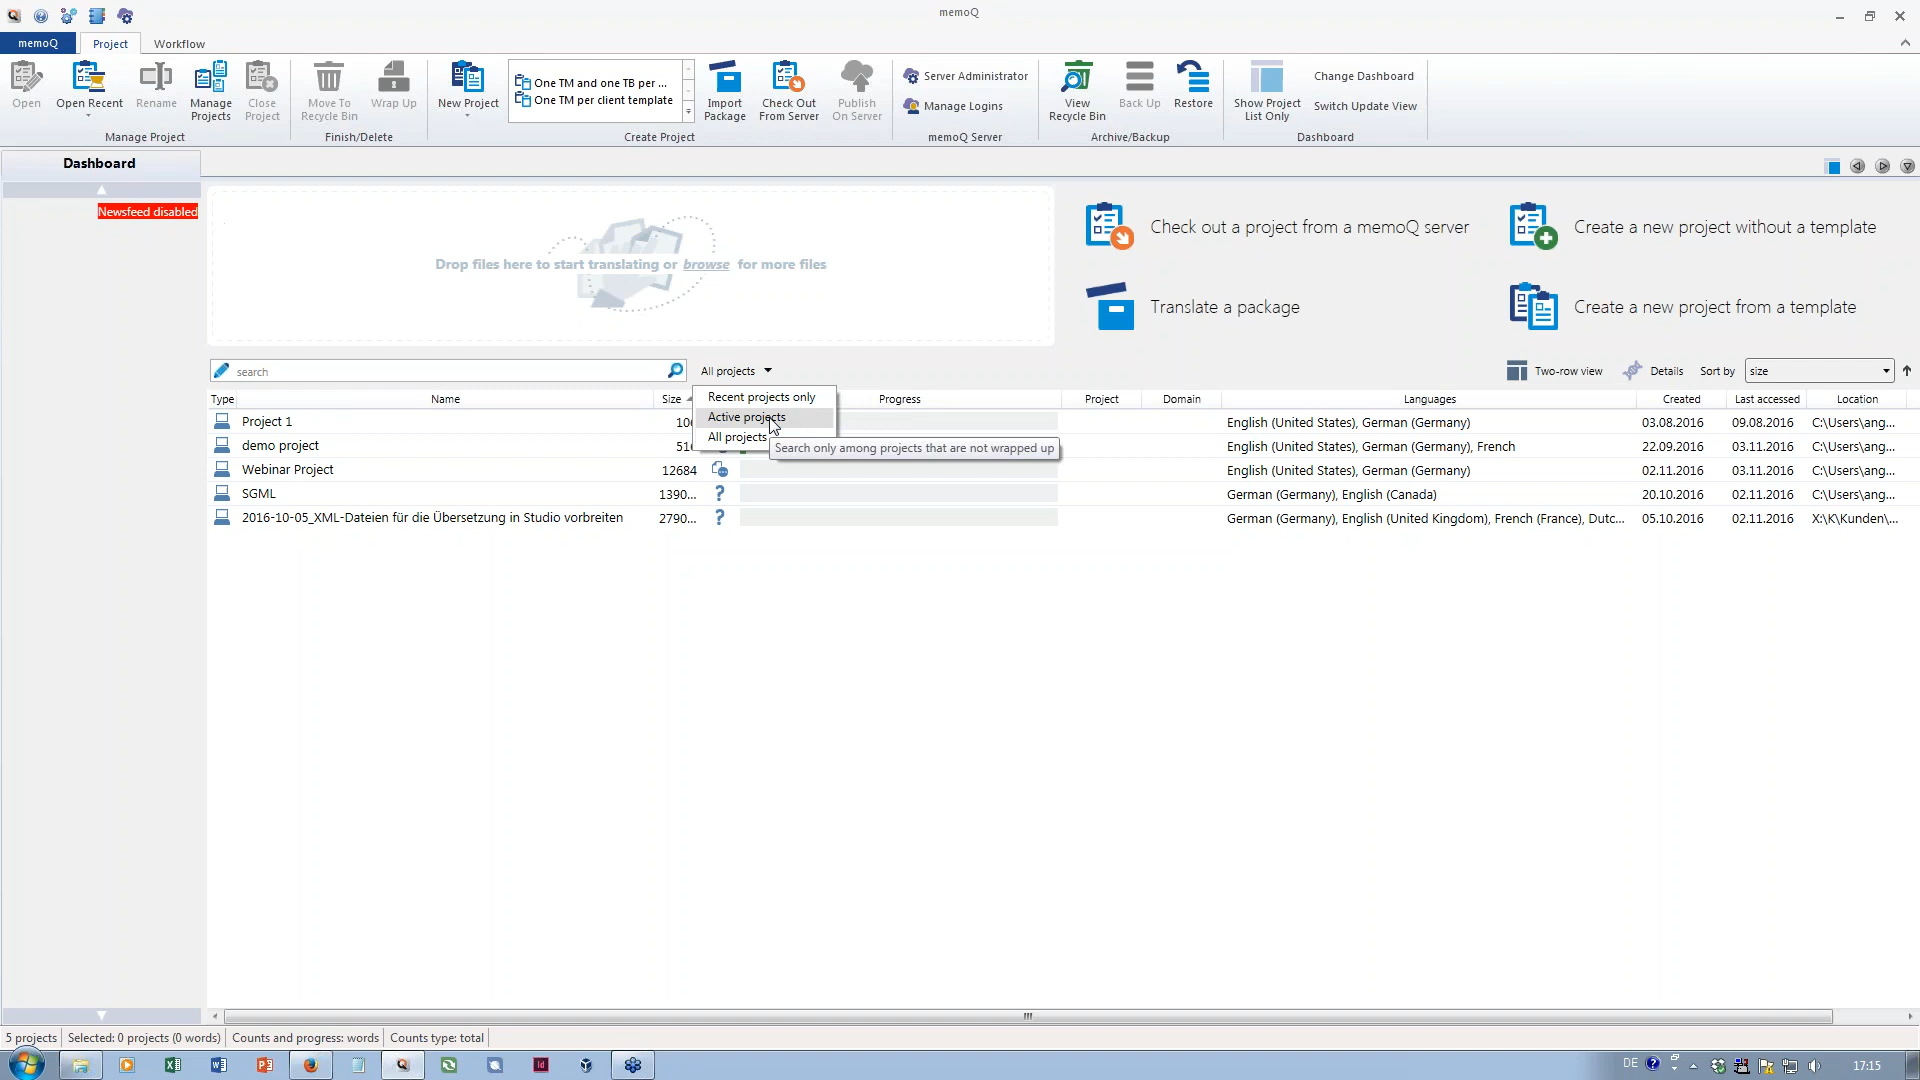 memoQ
memoQ Project Workflow
Open Open Recent Rename Manage Projects Close Project
Manage Project
Move To Recycle Bin Wrap Up
Finish/Delete
New Project
One TM and one TB per ...
One TM per client template
Import Package Check Out From Server Publish On Server
Create Project
Server Administrator
Manage Logins
memoQ Server
View Recycle Bin Back Up Restore
Archive/Backup
Show Project List Only
Change Dashboard
Switch Update View
Dashboard
Dashboard
Newsfeed disabled
Drop files here to start translating or browse for more files
Check out a project from a memoQ server
Create a new project without a template
Translate a package
Create a new project from a template
search
All projects
Two-row view Details Sort by size
Recent projects only
Active projects
All projects
Search only among projects that are not wrapped up
Type Name Size Progress Project Domain Languages Created Last accessed Location
Project 1 English (United States), German (Germany) 03.08.2016 09.08.2016 C:\Users\ang...
demo project English (United States), German (Germany), French 22.09.2016 03.11.2016 C:\Users\ang...
Webinar Project 12684 English (United States), German (Germany) 02.11.2016 03.11.2016 C:\Users\ang...
SGML 1390... ? German (Germany), English (Canada) 20.10.2016 02.11.2016 C:\Users\ang...
2016-10-05_XML-Dateien für die Übersetzung in Studio vorbreiten 2790... ? German (Germany), English (United Kingdom), French (France), Dutc... 05.10.2016 02.11.2016 X:\K\Kunden\...
5 projects Selected: 0 projects (0 words) Counts and progress: words Counts type: total
DE 17:15